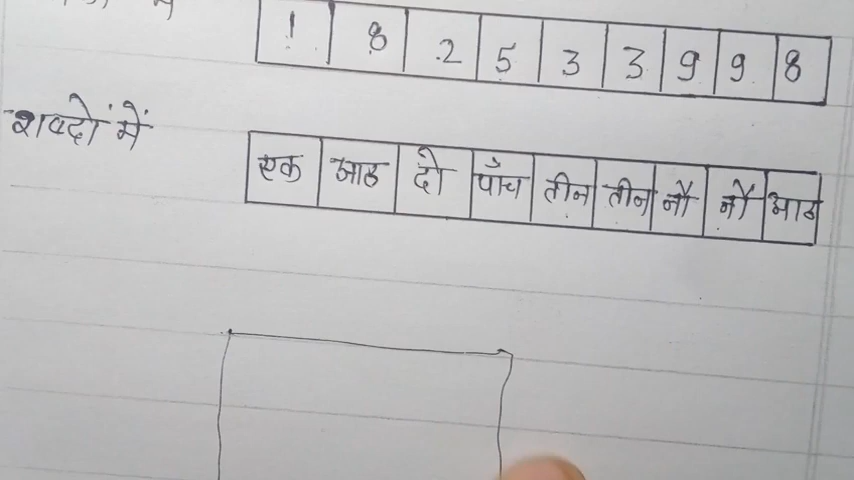 में
1 8 2 5 3 3 9 9 8
शब्दों में
एक आठ दो पाँच तीन तीन नौ नौ आठ